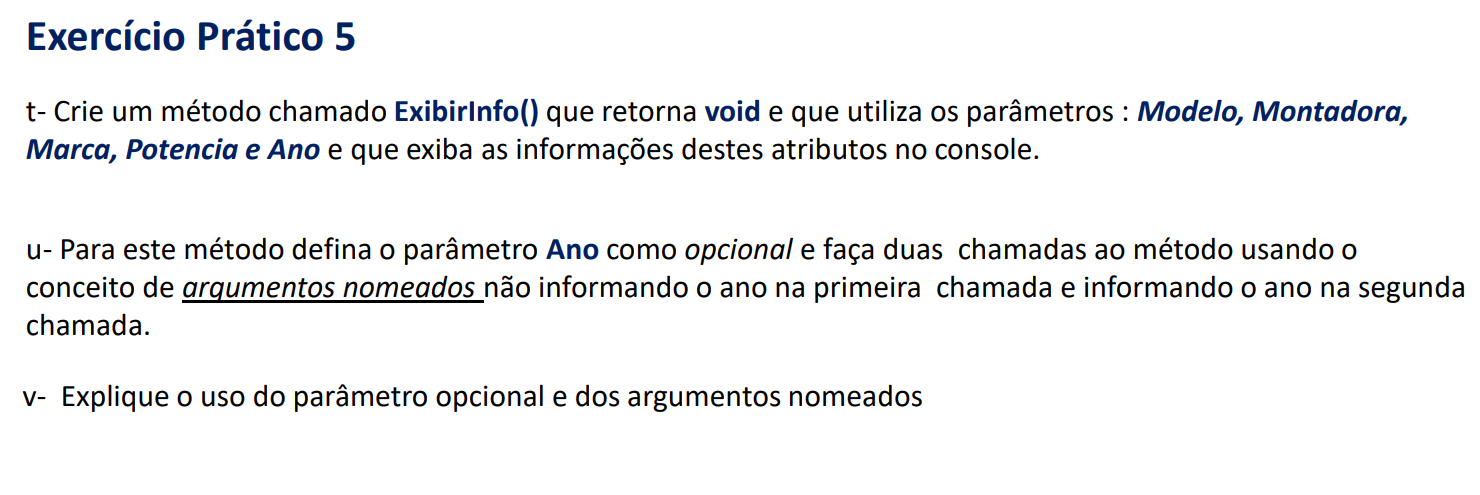 Exercício Prático 5
t- Crie um método chamado ExibirInfo() que retorna void e que utiliza os parâmetros : Modelo, Montadora,
Marca, Potencia e Ano e que exiba as informações destes atributos no console.
u- Para este método defina o parâmetro Ano como opcional e faça duas  chamadas ao método usando o
conceito de argumentos nomeados não informando o ano na primeira  chamada e informando o ano na segunda
chamada.
v-  Explique o uso do parâmetro opcional e dos argumentos nomeados